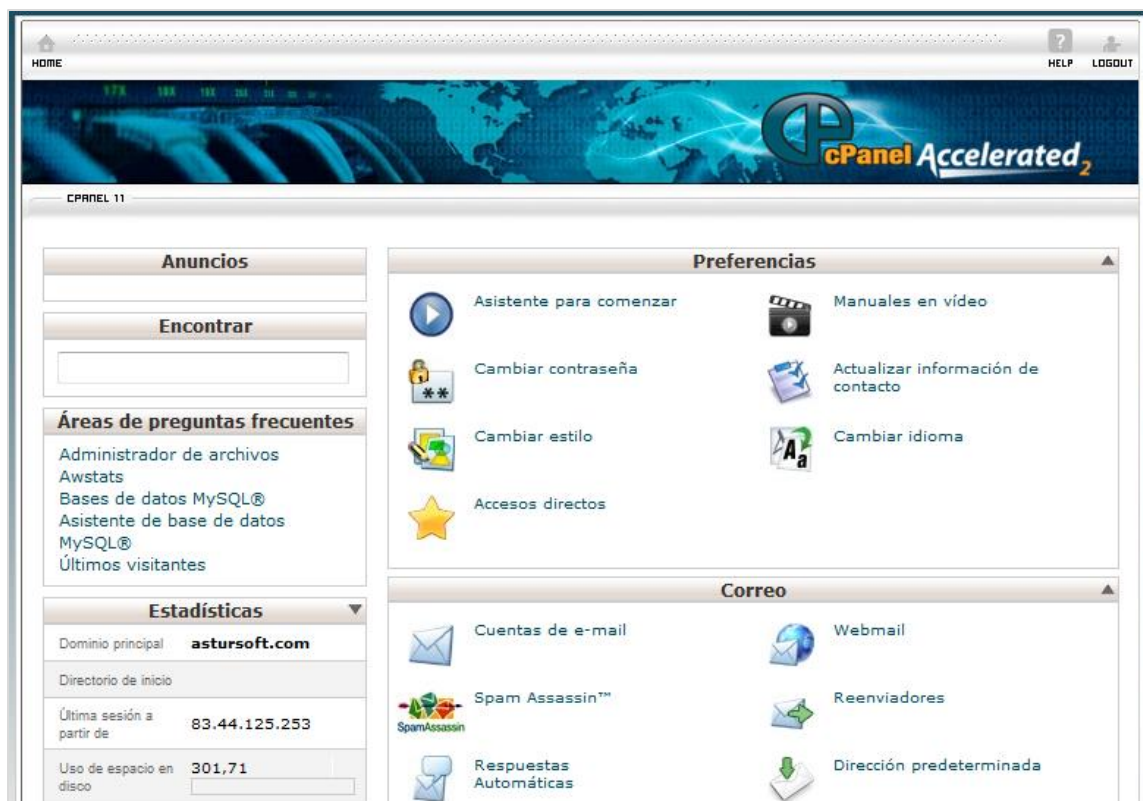 HOME
HELP
LOGOUT
cPanel Accelerated2
CPANEL 11
Anuncios
Encontrar
Áreas de preguntas frecuentes
Administrador de archivos
Awstats
Bases de datos MySQL®
Asistente de base de datos
MySQL®
Últimos visitantes
Estadísticas
Dominio principal astursoft.com
Directorio de inicio
Última sesión a
partir de
83.44.125.253
Uso de espacio en
disco
301,71
Preferencias
Asistente para comenzar
Manuales en vídeo
Cambiar contraseña
Actualizar información de
contacto
Cambiar estilo
Cambiar idioma
Accesos directos
Correo
Cuentas de e-mail
Webmail
SpamAssassin
Spam Assassin™
Reenviadores
Respuestas
Automáticas
Dirección predeterminada